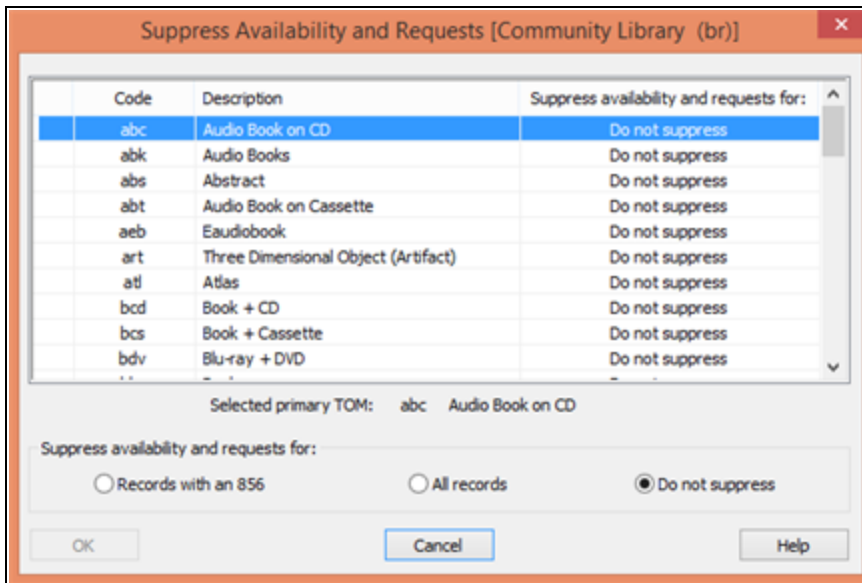 Suppress Availability and Requests [Community Library (br)]
Code Description Suppress availability and requests for:
abc Audio Book on CD Do not suppress
abk Audio Books Do not suppress
abs Abstract Do not suppress
abt Audio Book on Cassette Do not suppress
aeb Eaudiobook Do not suppress
art Three Dimensional Object (Artifact) Do not suppress
atl Atlas Do not suppress
bcd Book + CD Do not suppress
bcs Book + Cassette Do not suppress
bdv Blu-ray + DVD Do not suppress
Selected primary TOM: abc Audio Book on CD
Suppress availability and requests for:
Records with an 856 All records Do not suppress
OK Cancel Help